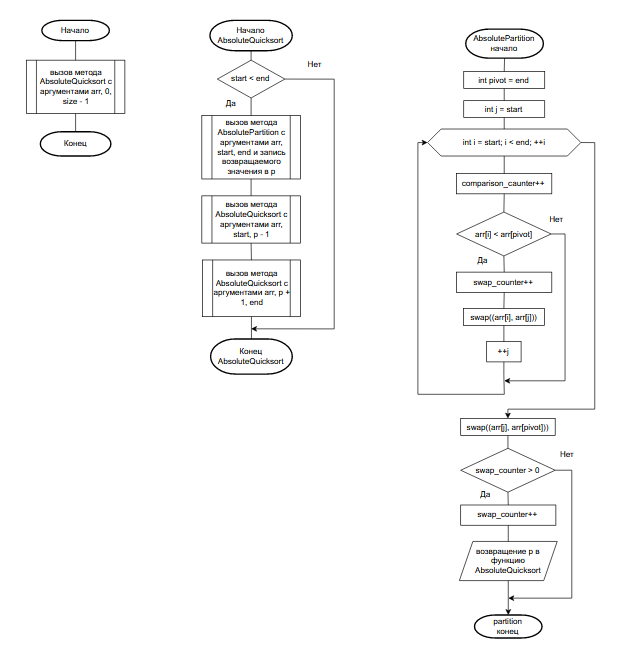 Начало
вызов метода
AbsoluteQuicksort с
аргументами arr, 0,
size - 1
Конец
Начало
AbsoluteQuicksort
Нет
start < end
Да
вызов метода
AbsolutePartition с
аргументами arr,
start, end и запись
возвращаемого
значения в p
вызов метода
AbsoluteQuicksort с
аргументами arr,
start, p - 1
вызов метода
AbsoluteQuicksort с
аргументами arr, p +
1, end
Конец
AbsoluteQuicksort
AbsolutePartition
начало
int pivot = end
int j = start
int i = start; i < end; ++i
comparison_caunter++
Нет
arr[i] < arr[pivot]
Да
swap_counter++
swap((arr[i], arr[j]))
++j
swap((arr[j], arr[pivot]))
Нет
swap_counter > 0
Да
swap_counter++
возвращение p в
функцию
AbsoluteQuicksort
partition
конец